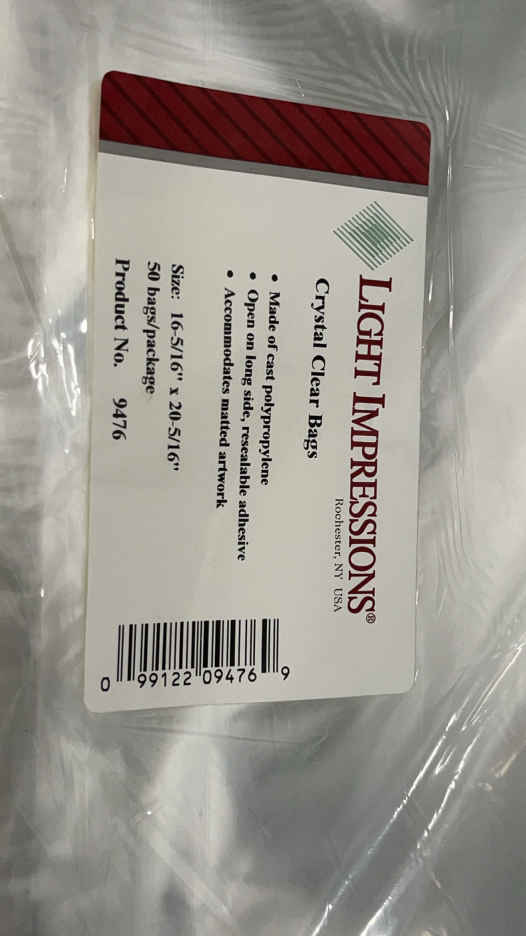 LIGHT IMPRESSIONS®
Rochester, NY USA
Crystal Clear Bags
• Made of cast polypropylene
• Open on long side, resealable adhesive
• Accommodates matted artwork
Size: 16-5/16" x 20-5/16"
50 bags/package
Product No. 9476
0 99122 09476 9